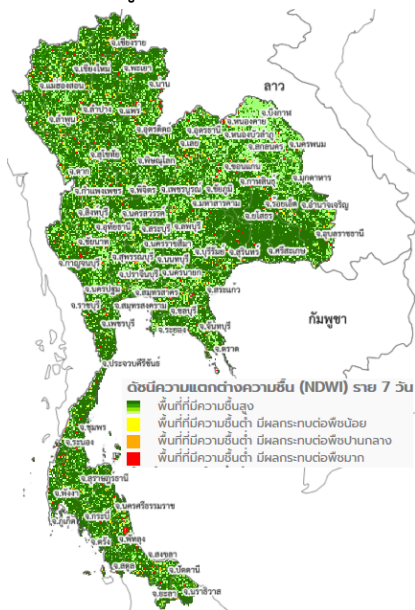 จ.เชียงราย
จ.เชียงใหม่
จ.พะเยา
จ.แม่ฮ่องสอน
จ.น่าน
ลาว
จ.ลำปาง
จ.แพร่
จ.ลำพูน
จ.บึงกาฬ
จ.หนองคาย
จ.อุตรดิตถ์
จ.อุดรธานี
จ.หนองบัวลำภู
จ.เลย
จ.สกลนคร
จ.นครพนม
จ.สุโขทัย
จ.พิษณุโลก
จ.ขอนแก่น
จ.ตาก
จ.กาฬสินธุ์
จ.มุกดาหาร
จ.กำแพงเพชร
จ.พิจิตร
จ.เพชรบูรณ์
จ.ชัยภูมิ
จ.มหาสารคาม
จ.ร้อยเอ็ด
จ.อำนาจเจริญ
จ.สิงห์บุรี
จ.นครสวรรค์
จ.ยโสธร
จ.อุทัยธานี
จ.สระบุรี
จ.ลพบุรี
จ.อุบลราชธานี
จ.ชัยนาท
จ.นครราชสีมา
จ.บุรีรัมย์
จ.สุรินทร์
จ.ศรีสะเกษ
จ.กาญจนบุรี
จ.สุพรรณบุรี
จ.นนทบุรี
จ.ปราจีนบุรี
จ.นครนายก
จ.นครปฐม
จ.สมุทรสาคร
จ.สระแก้ว
จ.ราชบุรี
จ.สมุทรสงคราม
จ.ชลบุรี
จ.เพชรบุรี
จ.ระยอง
จ.จันทบุรี
กัมพูชา
จ.ตราด
จ.ประจวบคีรีขันธ์
ดัชนีความแตกต่างความชื้น (NDWI) ราย 7 วัน
พื้นที่ที่มีความชื้นสูง
พื้นที่ที่มีความชื้นต่ำ มีผลกระทบต่อพืชน้อย
พื้นที่ที่มีความชื้นต่ำ มีผลกระทบต่อพืชปานกลาง
พื้นที่ที่มีความชื้นต่ำ มีผลกระทบต่อพืชมาก
จ.ชุมพร
จ.ระนอง
จ.สุราษฎร์ธานี
จ.พังงา
จ.นครศรีธรรมราช
จ.กระบี่
จ.ภูเก็ต
จ.ตรัง
จ.พัทลุง
จ.สงขลา
จ.สตูล
จ.ปัตตานี
จ.ยะลา
จ.นราธิวาส